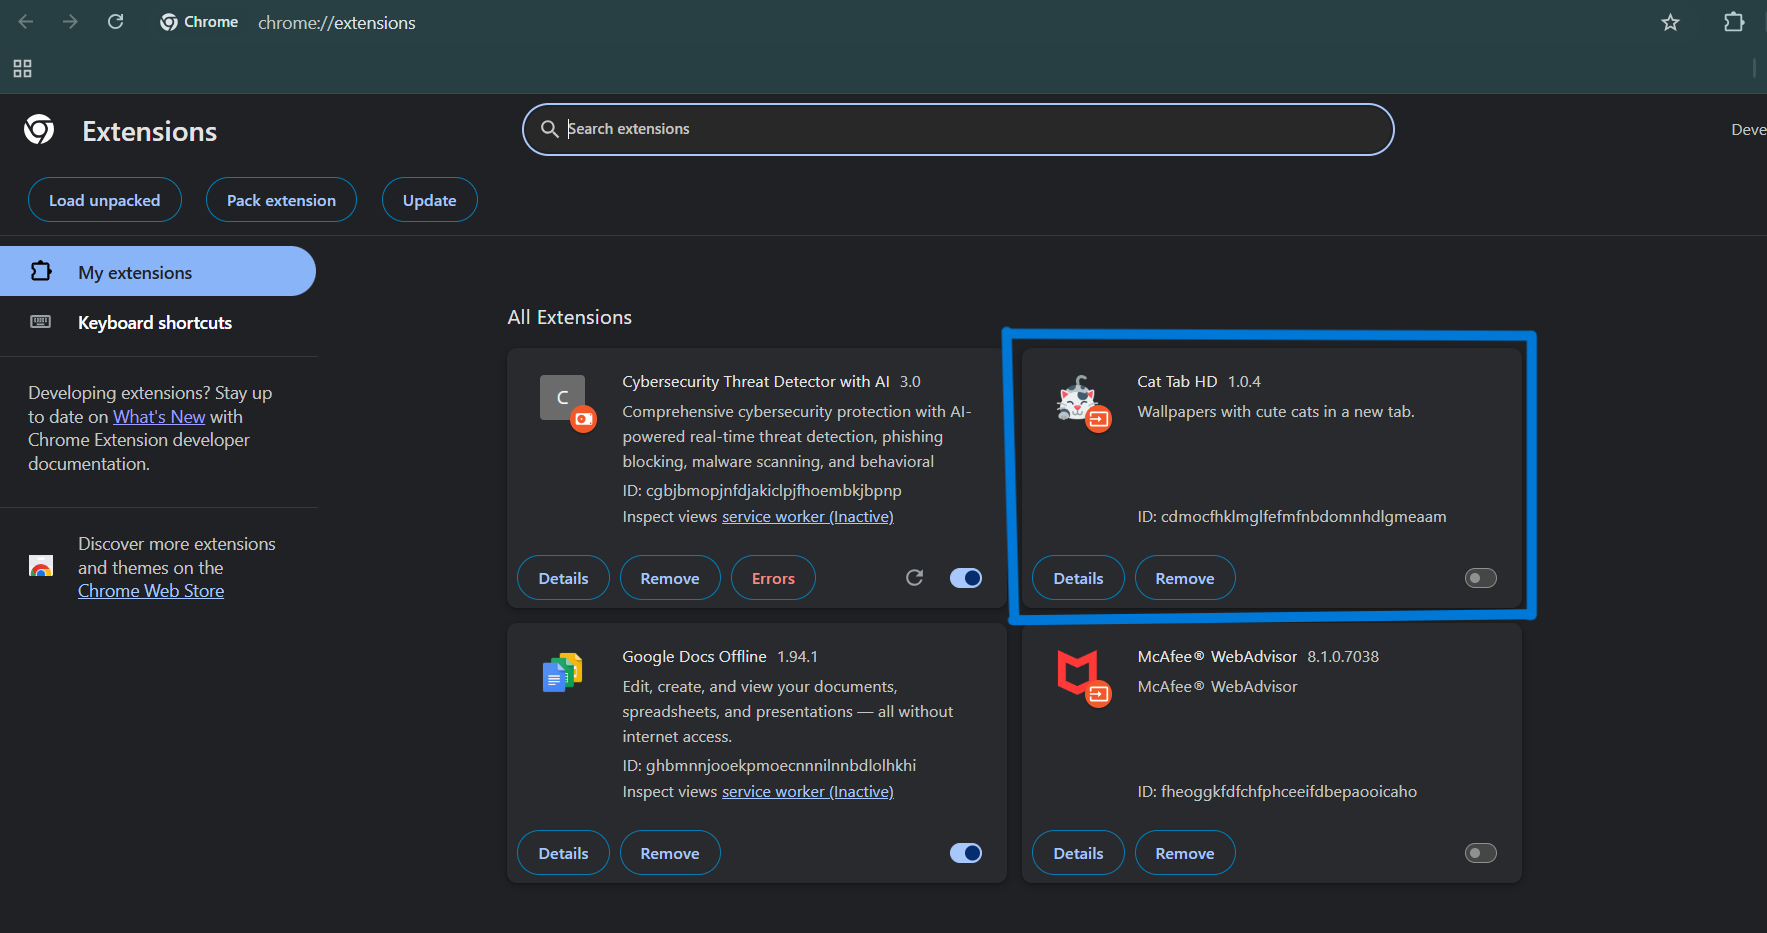 Chrome
chrome://extensions
Extensions
Search extensions
Deve
Load unpacked
Pack extension
Update
My extensions
Keyboard shortcuts
Developing extensions? Stay up
to date on What's New with
Chrome Extension developer
documentation.
Discover more extensions
and themes on the
Chrome Web Store
All Extensions
C
Cybersecurity Threat Detector with AI 3.0
Comprehensive cybersecurity protection with AI-
powered real-time threat detection, phishing
blocking, malware scanning, and behavioral
ID: cgbjbmopjnfdjakiclpjfhoembkjbpnp
Inspect views service worker (Inactive)
Details
Remove
Errors
Cat Tab HD 1.0.4
Wallpapers with cute cats in a new tab.
ID: cdmocfhklmglfefmfnbdomnhdlgmeaam
Details
Remove
Google Docs Offline 1.94.1
Edit, create, and view your documents,
spreadsheets, and presentations — all without
internet access.
ID: ghbmnnjooekpmoecnnnilnnbdlolhkhi
Inspect views service worker (Inactive)
Details
Remove
McAfee® WebAdvisor 8.1.0.7038
McAfee® WebAdvisor
ID: fheoggkfdfchfphceeifdbepaooicaho
Details
Remove